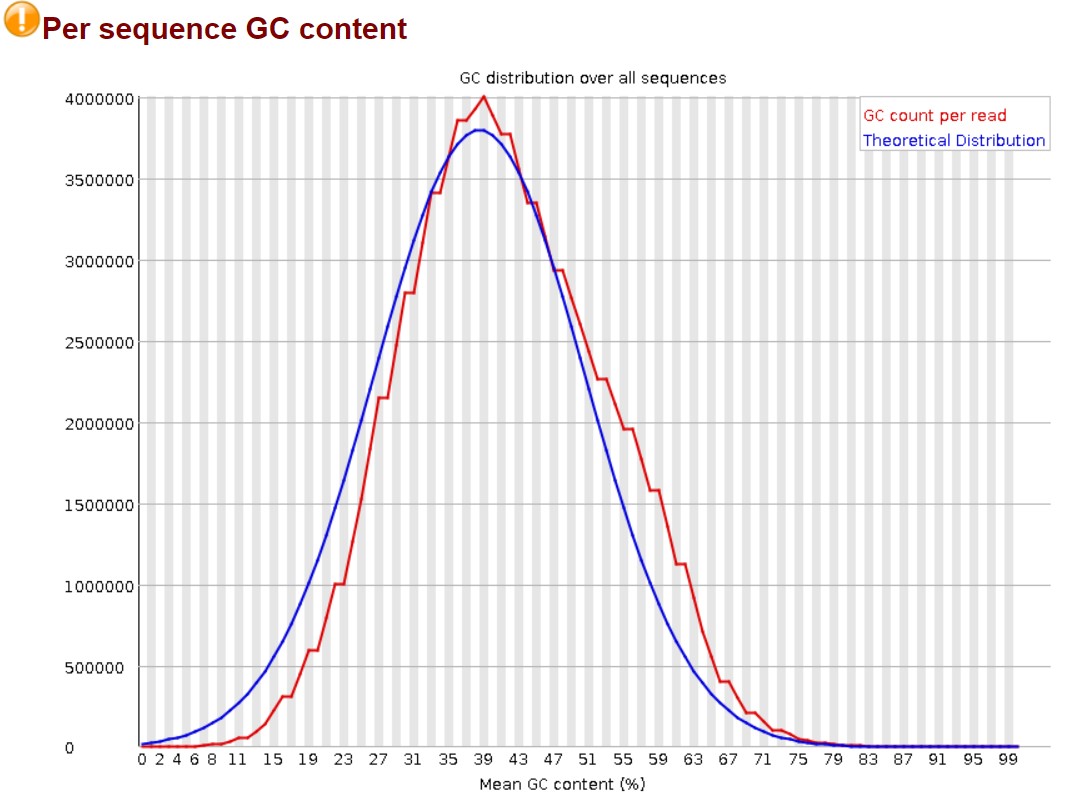 Per sequence GC content
GC distribution over all sequences
GC count per read
Theoretical Distribution
4000000
3500000
3000000
2500000
2000000
1500000
1000000
500000
0
0 2 4 6 8 11 15 19 23 27 31 35 39 43 47 51 55 59 63 67 71 75 79 83 87 91 95 99
Mean GC content (%)